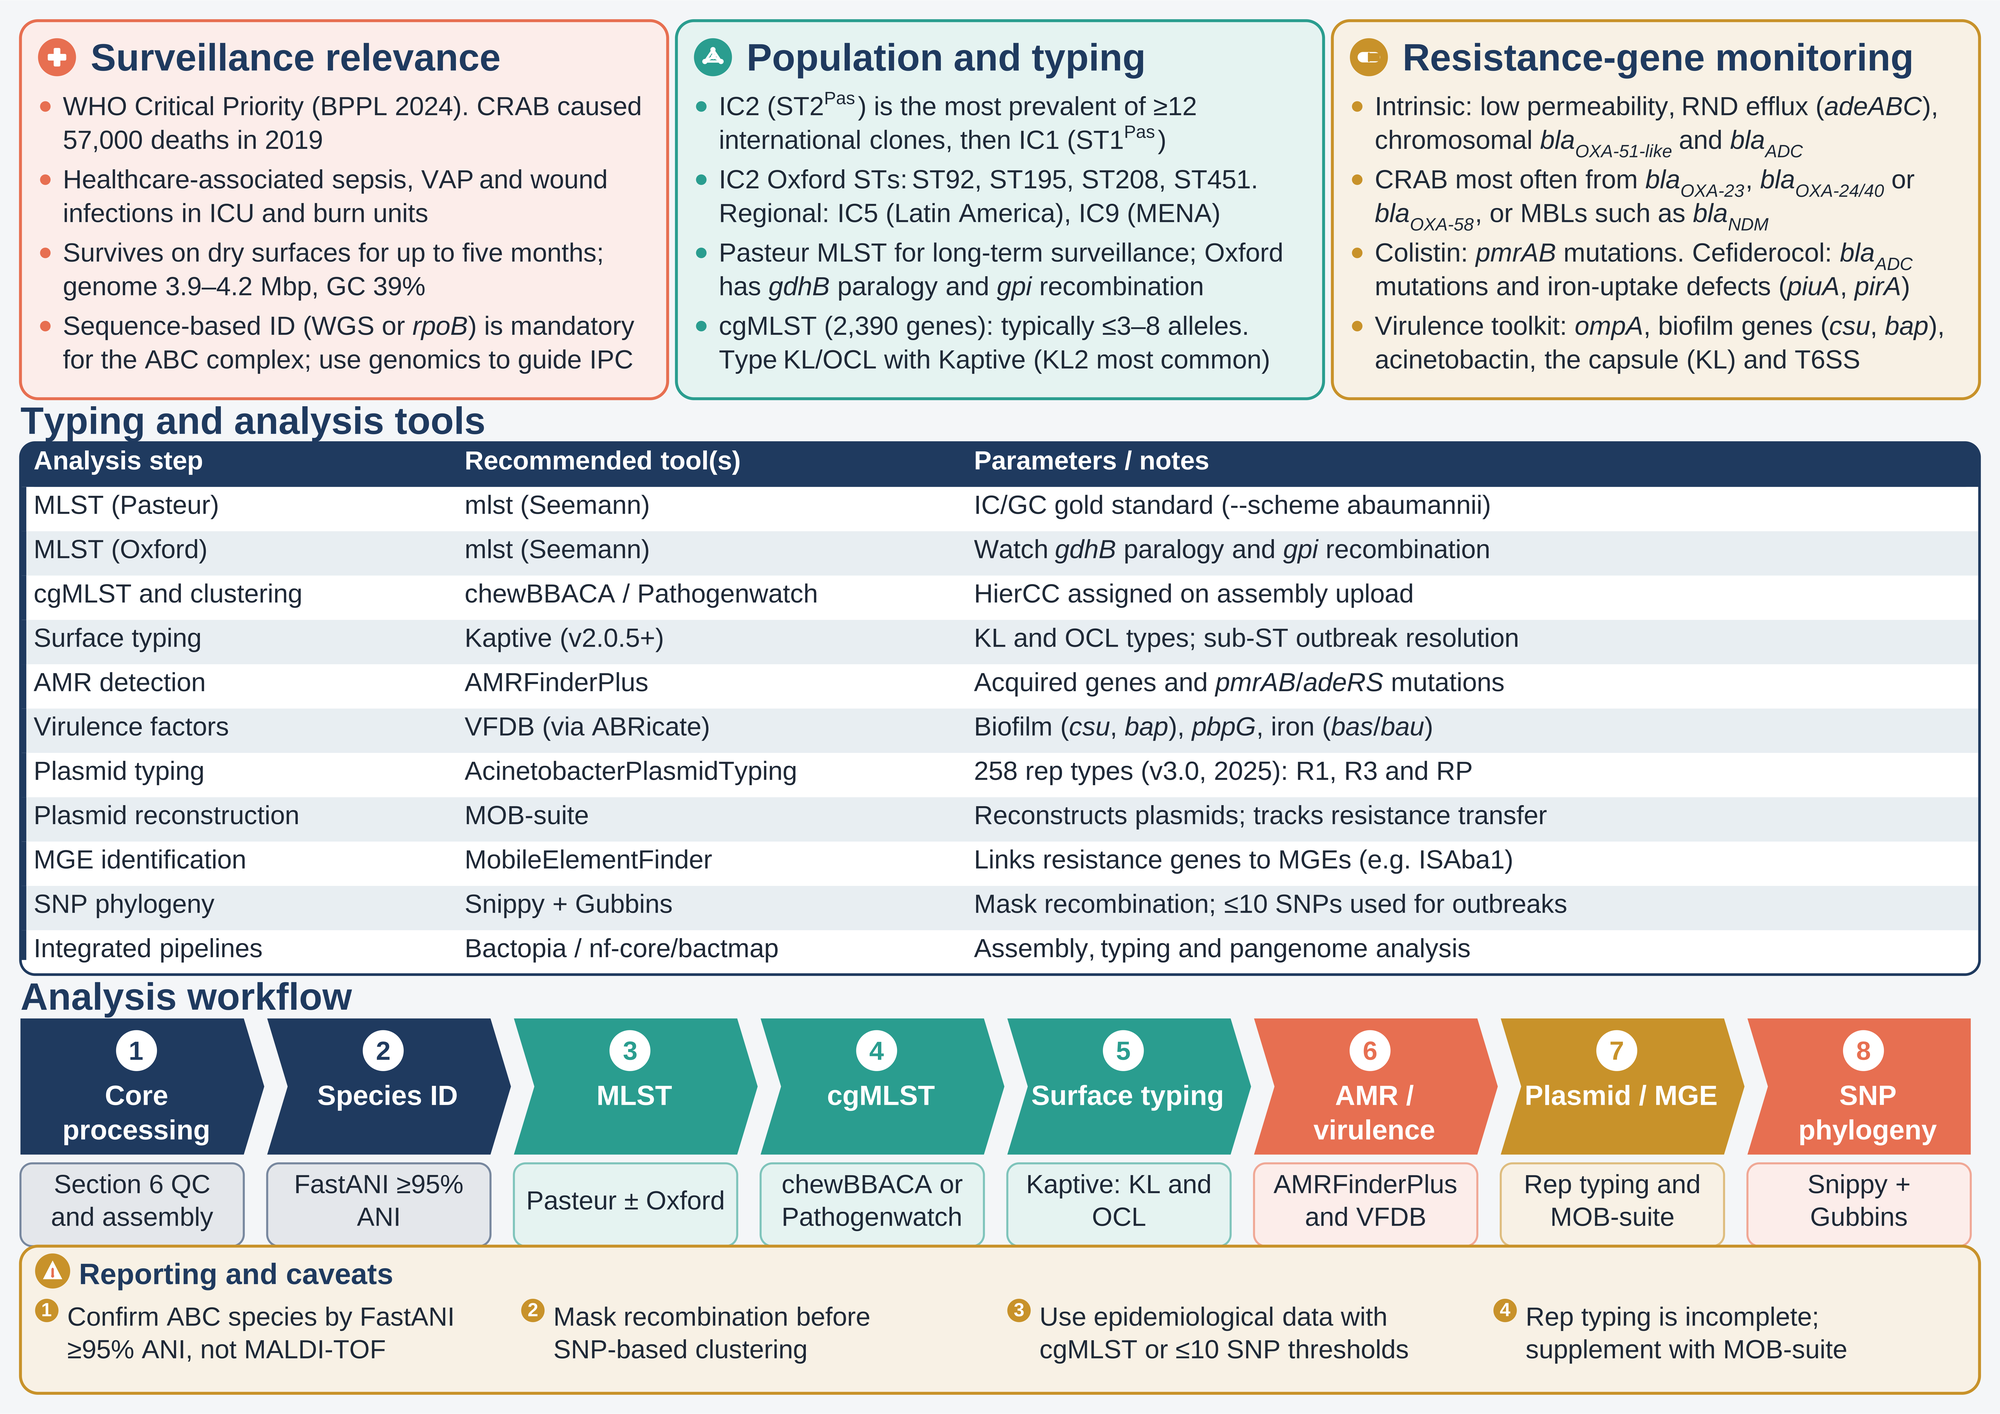 Surveillance relevance
WHO Critical Priority (BPPL 2024). CRAB caused
57,000 deaths in 2019
Healthcare-associated sepsis, VAP and wound
infections in ICU and burn units
Survives on dry surfaces for up to five months;
genome 3.9–4.2 Mbp, GC 39%
Sequence-based ID (WGS or rpoB) is mandatory
for the ABC complex; use genomics to guide IPC
Population and typing
IC2 (ST2Pas) is the most prevalent of ≥12
international clones, then IC1 (ST1Pas)
IC2 Oxford STs: ST92, ST195, ST208, ST451.
Regional: IC5 (Latin America), IC9 (MENA)
Pasteur MLST for long-term surveillance; Oxford
has gdhB paralogy and gpi recombination
cgMLST (2,390 genes): typically ≤3–8 alleles.
Type KL/OCL with Kaptive (KL2 most common)
Resistance-gene monitoring
Intrinsic: low permeability, RND efflux (adeABC),
chromosomal blaOXA-51-like and blaADC
CRAB most often from blaOXA-23, blaOXA-24/40 or
blaOXA-58, or MBLs such as blaNDM
Colistin: pmrAB mutations. Cefiderocol: blaADC
mutations and iron-uptake defects (piuA, pirA)
Virulence toolkit: ompA, biofilm genes (csu, bap),
acinetobactin, the capsule (KL) and T6SS
Typing and analysis tools
Analysis step Recommended tool(s) Parameters / notes
MLST (Pasteur) mlst (Seemann) IC/GC gold standard (--scheme abaumannii)
MLST (Oxford) mlst (Seemann) Watch gdhB paralogy and gpi recombination
cgMLST and clustering chewBBACA / Pathogenwatch HierCC assigned on assembly upload
Surface typing Kaptive (v2.0.5+) KL and OCL types; sub-ST outbreak resolution
AMR detection AMRFinderPlus Acquired genes and pmrAB/adeRS mutations
Virulence factors VFDB (via ABRicate) Biofilm (csu, bap), pbpG, iron (bas/bau)
Plasmid typing AcinetobacterPlasmidTyping 258 rep types (v3.0, 2025): R1, R3 and RP
Plasmid reconstruction MOB-suite Reconstructs plasmids; tracks resistance transfer
MGE identification MobileElementFinder Links resistance genes to MGEs (e.g. ISAba1)
SNP phylogeny Snippy + Gubbins Mask recombination; ≤10 SNPs used for outbreaks
Integrated pipelines Bactopia / nf-core/bactmap Assembly, typing and pangenome analysis
Analysis workflow
1
Core
processing
Section 6 QC
and assembly
2
Species ID
FastANI ≥95%
ANI
3
MLST
Pasteur ± Oxford
4
cgMLST
chewBBACA or
Pathogenwatch
5
Surface typing
Kaptive: KL and
OCL
6
AMR /
virulence
AMRFinderPlus
and VFDB
7
Plasmid / MGE
Rep typing and
MOB-suite
8
SNP
phylogeny
Snippy +
Gubbins
Reporting and caveats
1 Confirm ABC species by FastANI
≥95% ANI, not MALDI-TOF
2 Mask recombination before
SNP-based clustering
3 Use epidemiological data with
cgMLST or ≤10 SNP thresholds
4 Rep typing is incomplete;
supplement with MOB-suite